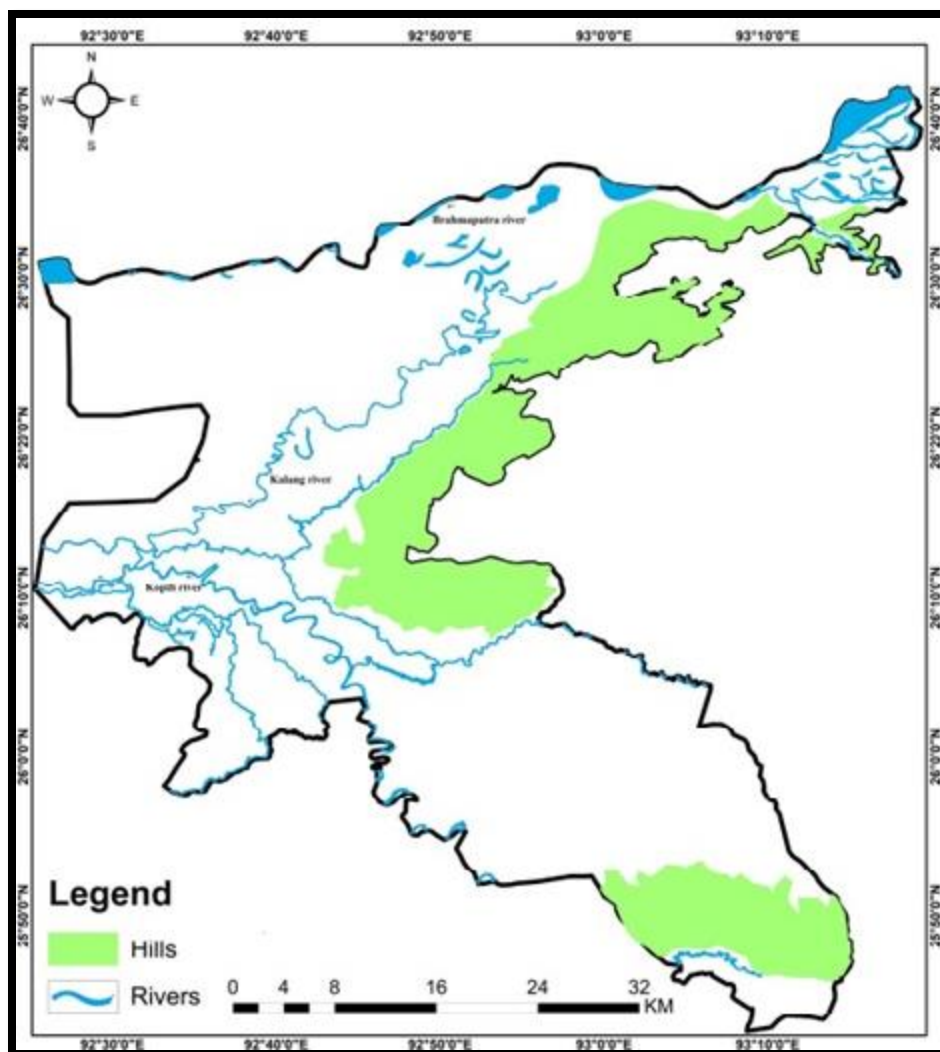 92°30'0"E 92°40'0"E 92°50'0"E 93°0'0"E 93°10'0"E
N
W E
S
26°40'0"N 26°40'0"N
Brahmapatra river
26°30'0"N 26°30'0"N
26°20'0"N 26°20'0"N
Kalang river
26°10'0"N 26°10'0"N
Kopili river
26°0'0"N 26°0'0"N
25°50'0"N 25°50'0"N
Legend
Hills
Rivers
0 4 8 16 24 32
KM
92°30'0"E 92°40'0"E 92°50'0"E 93°0'0"E 93°10'0"E